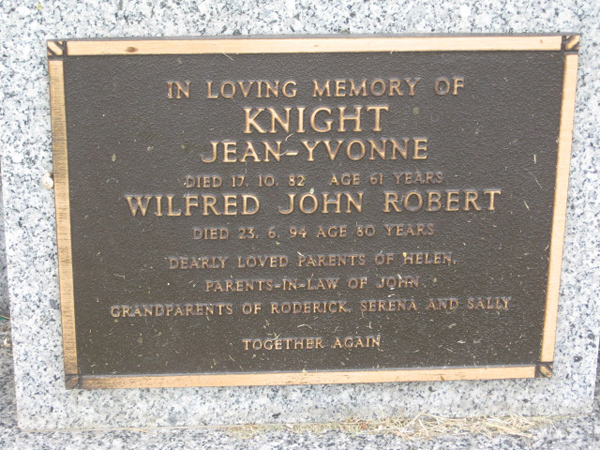 IN LOVING MEMORY OF
KNIGHT
JEAN-YVONNE
DIED 17. 10. 82 AGE 61 YEARS
WILFRED JOHN ROBERT
DIED 23. 6. 94 AGE 80 YEARS
DEARLY LOVED PARENTS OF HELEN,
PARENTS-IN-LAW OF JOHN
GRANDPARENTS OF RODERICK, SERENA AND SALLY
TOGETHER AGAIN